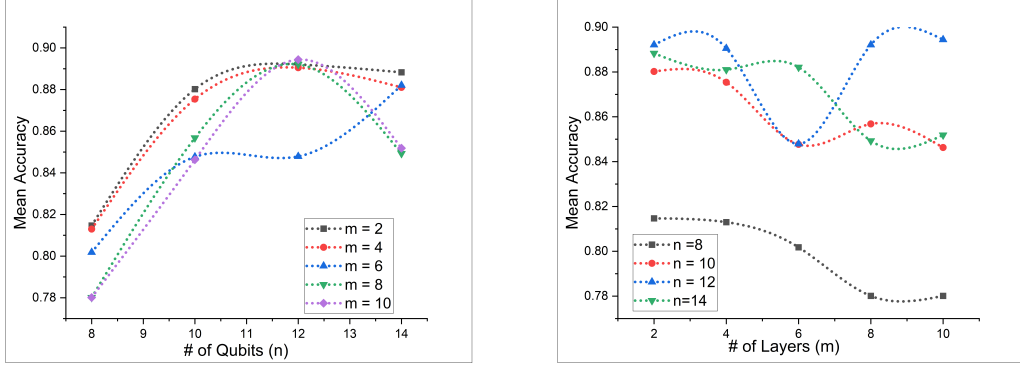 0.90
0.88
0.86
0.84
0.82
0.80
0.78
Mean Accuracy
8 9 10 11 12 13 14
# of Qubits (n)
m = 2
m = 4
m = 6
m = 8
m = 10
0.90
0.88
0.86
0.84
0.82
0.80
0.78
Mean Accuracy
2 4 6 8 10
# of Layers (m)
n =8
n = 10
n = 12
n=14